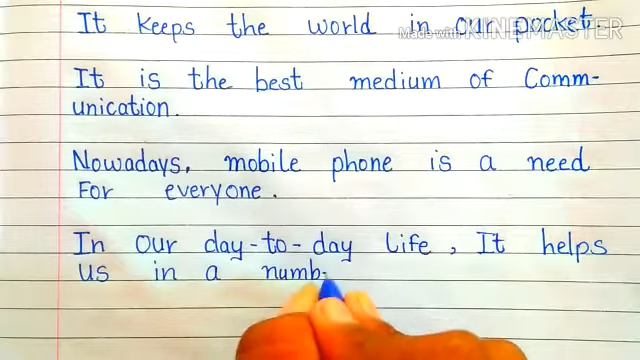 It keeps the world in our pocket.
Made with KINEMASTER
It is the best medium of Comm-
unication.
Nowadays, mobile phone is a need
For everyone.
In our day-to-day life, It helps
us in a numb